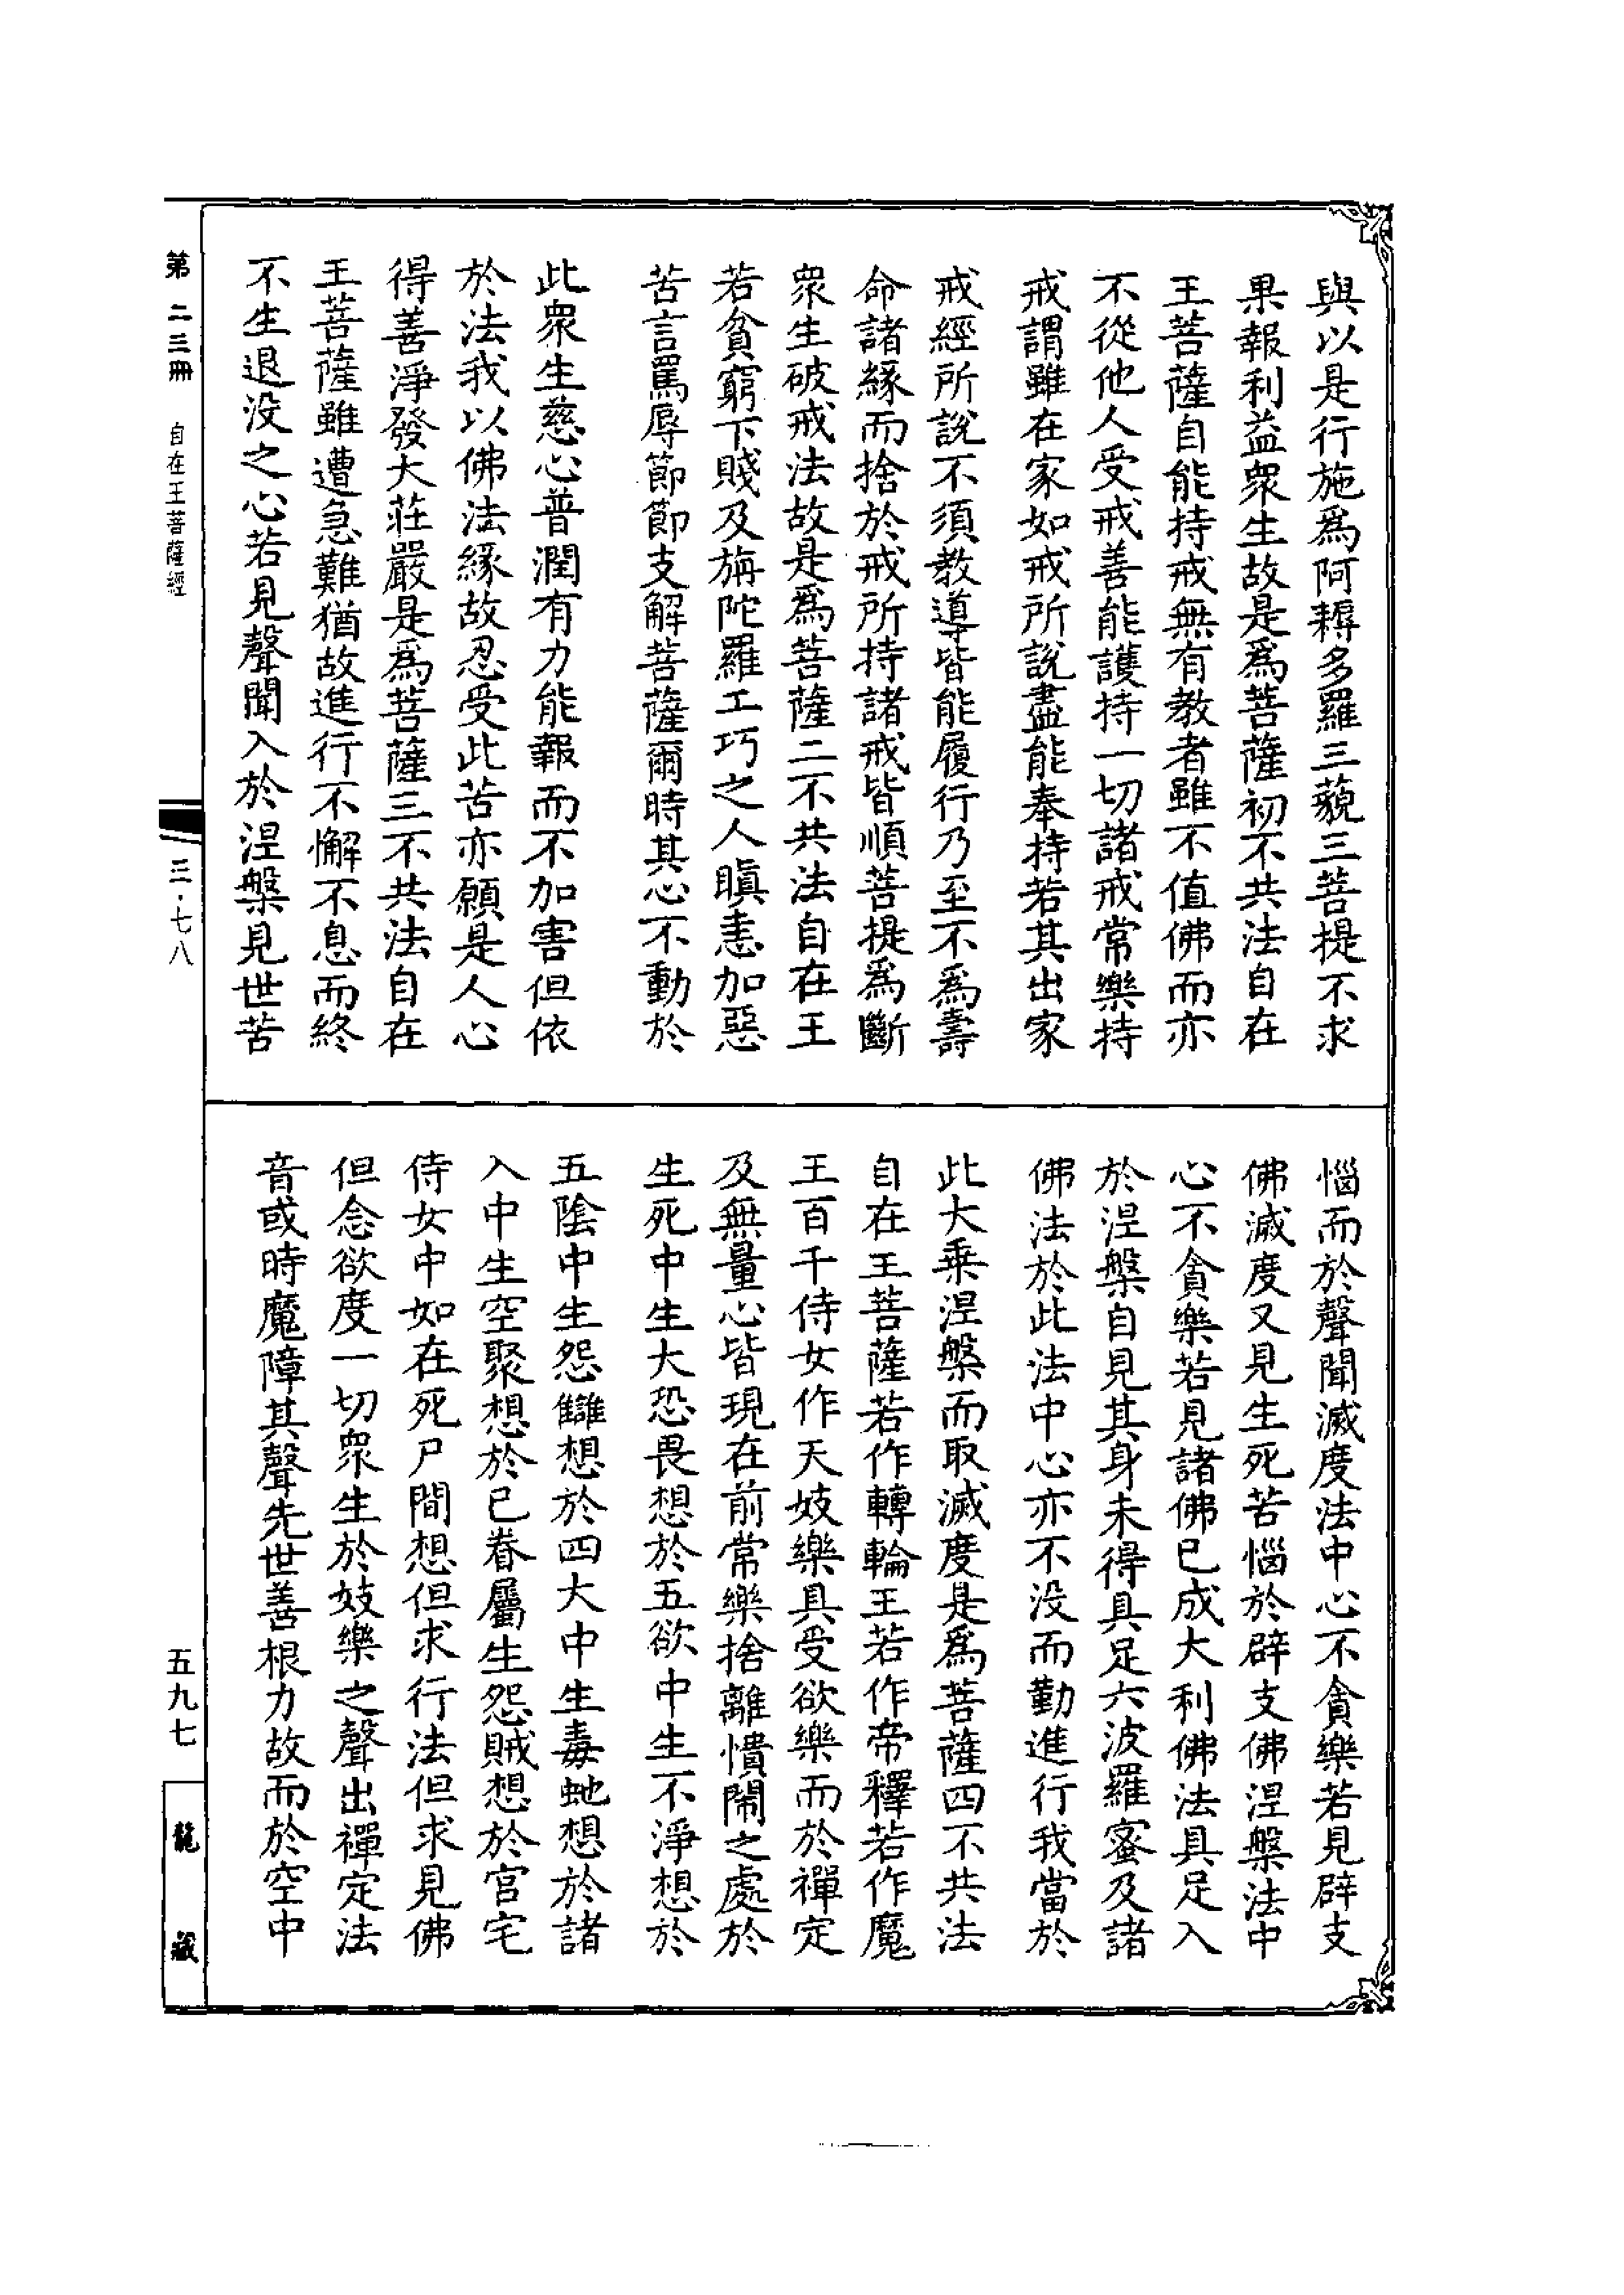 與以是行施爲阿耨多羅三藐三菩提不求
果報利益衆生故是爲菩薩初不共法自在
王菩薩自能持戒無有教者雖不值佛而亦
不從他人受戒善能護持一切諸戒常樂持
戒謂雖在家如戒所說盡能奉持若其出家
戒經所說不須教導皆能履行乃至不爲壽
命諸緣而捨於戒所持諸戒皆順菩提爲斷
衆生破戒法故是爲菩薩二不共法自在王
若貧窮下賤及旃陀羅工巧之人瞋恚加惡
苦言罵辱節節支解菩薩爾時其心不動於
此衆生慈心普潤有力能報而不加害但依
於法我以佛法緣故忍受此苦亦願是人心
得善淨發大莊嚴是爲菩薩三不共法自在
王菩薩雖遭急難猶故進行不懈不息而終
不生退没之心若見聲聞入於涅槃見世苦
惱而於聲聞滅度法中心不貪樂若見辟支
佛滅度又見生死苦惱於辟支佛涅槃法中
心不貪樂若見諸佛已成大利佛法具足入
於涅槃自見其身未得具足六波羅蜜及諸
佛法於此法中心亦不没而勤進行我當於
此大乘涅槃而取滅度是爲菩薩四不共法
自在王菩薩若作轉輪王若作帝釋若作魔
王百千侍女作天妓樂具受欲樂而於禪定
及無量心皆現在前常樂捨離憒鬧之處於
生死中生大恐畏想於五欲中生不淨想於
五陰中生怨讎想於四大中生毒虵想於諸
入中生空聚想於已眷屬生怨賊想於宫宅
侍女中如在死尸間想但求行法但求見佛
但念欲度一切衆生於妓樂之聲出禪定法
音或時魔障其聲先世善根力故而於空中
第二三冊　自在王菩薩經
三·七八
五九七
龍藏